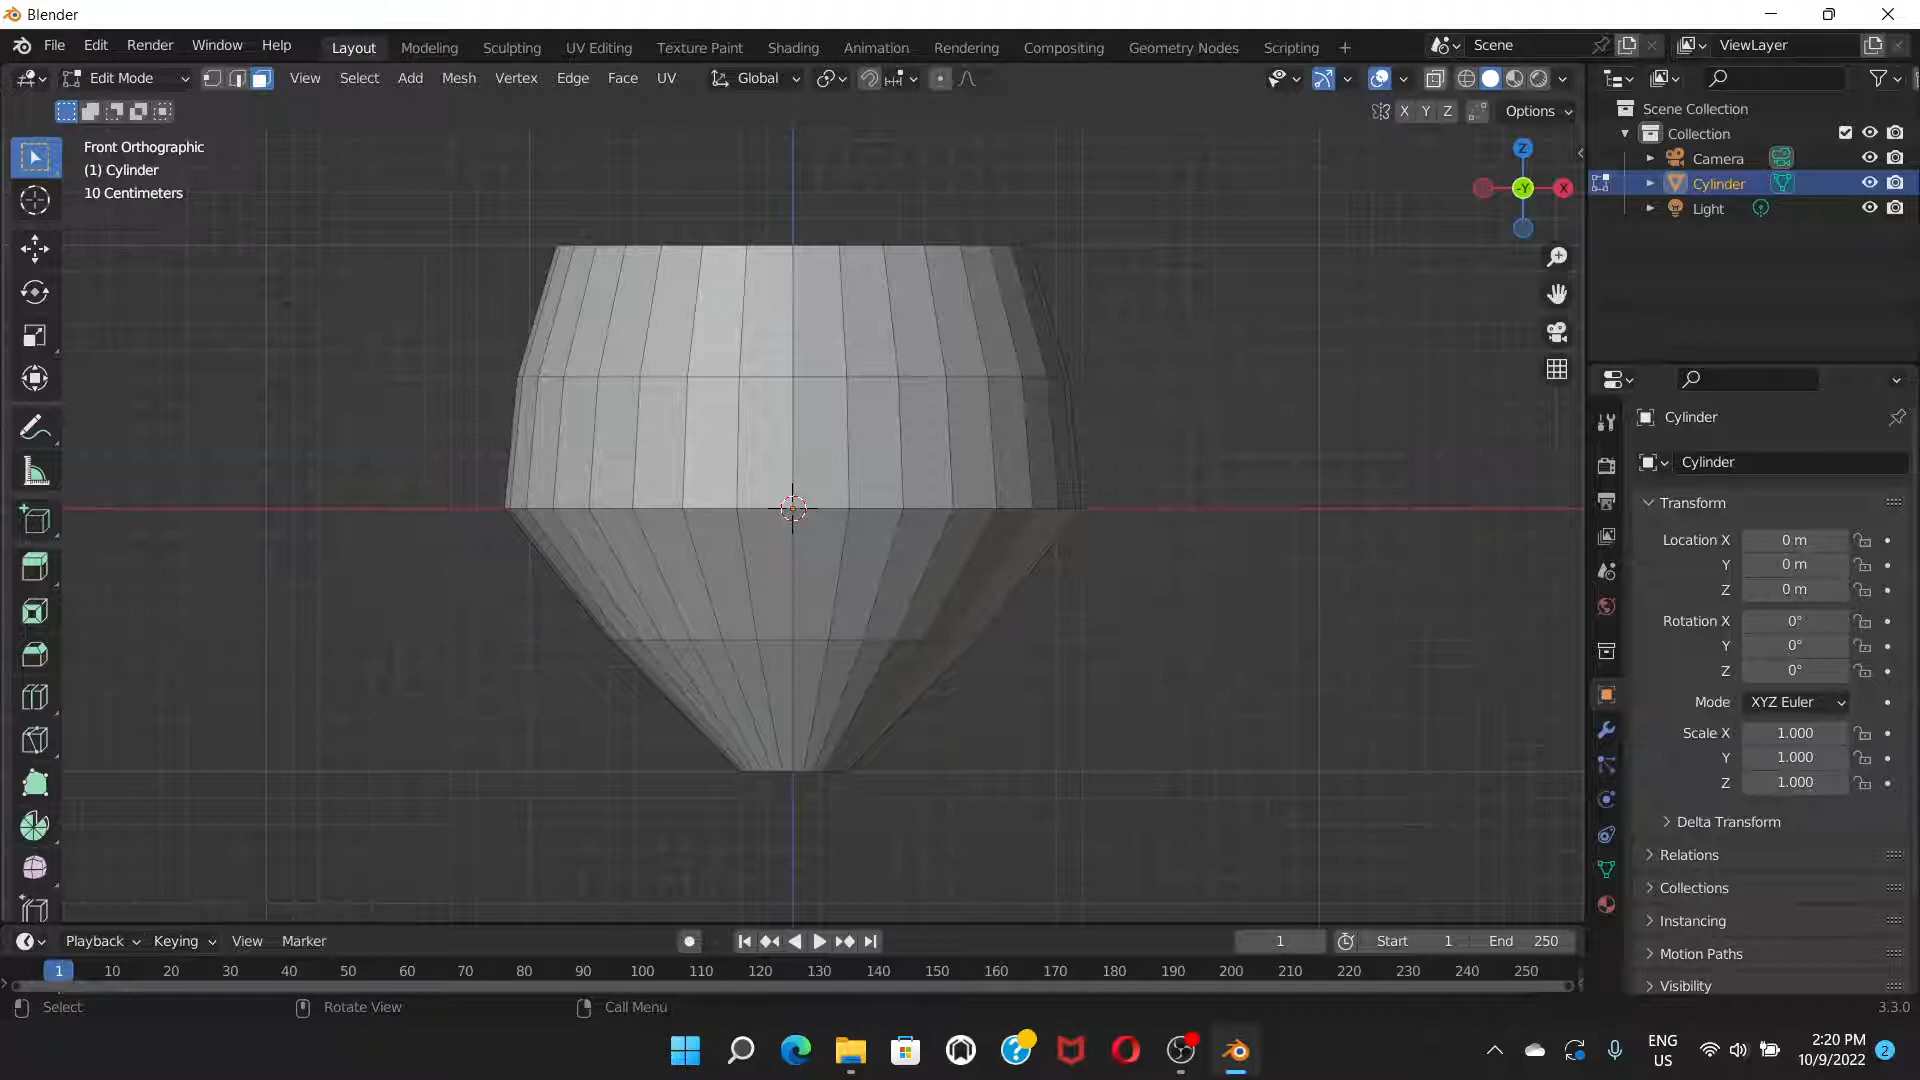 Blender
File Edit Render Window Help Layout Modeling Sculpting UV Editing Texture Paint Shading Animation Rendering Compositing Geometry Nodes Scripting + Scene ViewLayer
Edit Mode View Select Add Mesh Vertex Edge Face UV Global
X Y Z Options
Front Orthographic
(1) Cylinder
10 Centimeters
Z
-Y
X
Scene Collection
Collection
Camera
Cylinder
Light
Cylinder
Cylinder
Transform
Location X 0 m
Y 0 m
Z 0 m
Rotation X 0°
Y 0°
Z 0°
Mode XYZ Euler
Scale X 1.000
Y 1.000
Z 1.000
Delta Transform
Relations
Collections
Instancing
Motion Paths
Visibility
Playback Keying View Marker 1 Start 1 End 250
1 10 20 30 40 50 60 70 80 90 100 110 120 130 140 150 160 170 180 190 200 210 220 230 240 250
Select Rotate View Call Menu 3.3.0
ENG
US
2:20 PM
10/9/2022
2